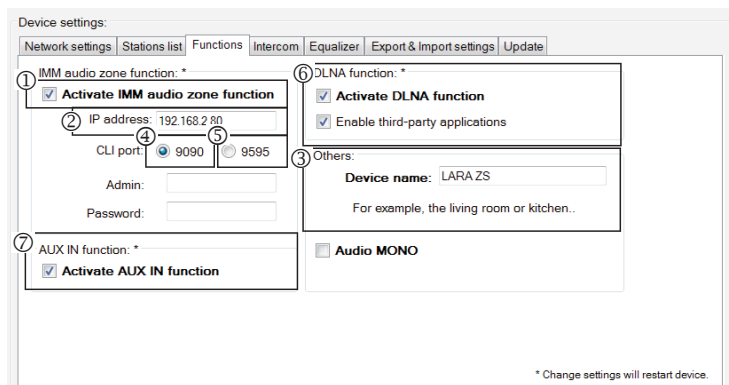 Device settings:
Network settings Stations list Functions Intercom Equalizer Export & Import settings Update
IMM audio zone function: *
① Activate IMM audio zone function
② IP address: 192.168.2.80
CLI port: ④ 9090 ⑤ 9595
Admin:
Password:
⑦ AUX IN function: *
Activate AUX IN function
⑥ DLNA function: *
Activate DLNA function
Enable third-party applications
③ Others:
Device name: LARA ZS
For example, the living room or kitchen..
Audio MONO
* Change settings will restart device.